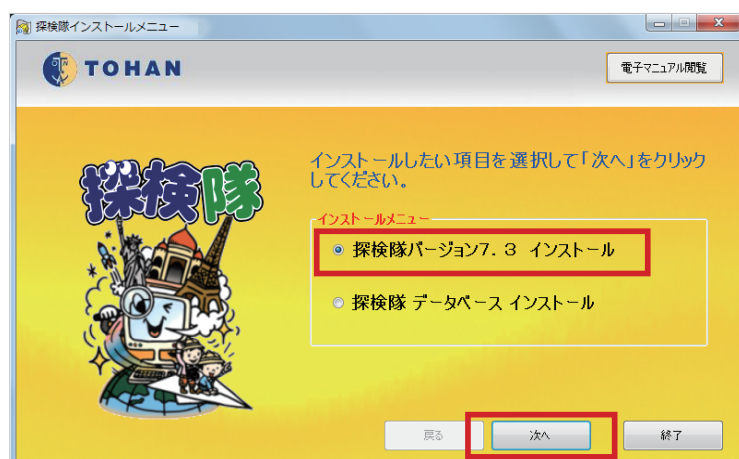 探検隊インストールメニュー
TOHAN
電子マニュアル閲覧
探検隊
インストールしたい項目を選択して「次へ」をクリック
してください。
インストールメニュー
探検隊バージョン7．3 インストール
探検隊 データベース インストール
戻る
次へ
終了